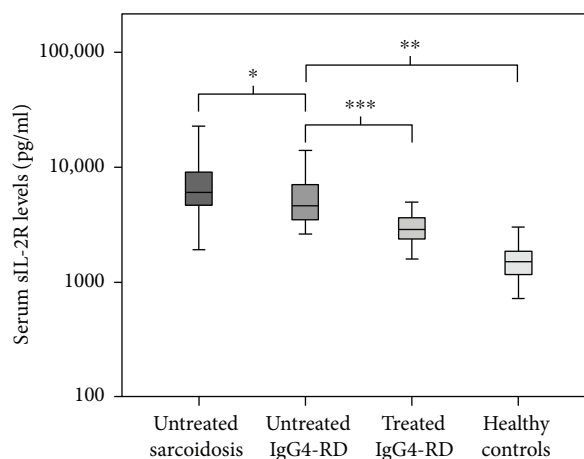 100,000
**
*
***
10,000
1000
100
Serum sIL-2R levels (pg/ml)
Untreated
sarcoidosis
Untreated
IgG4-RD
Treated
IgG4-RD
Healthy
controls